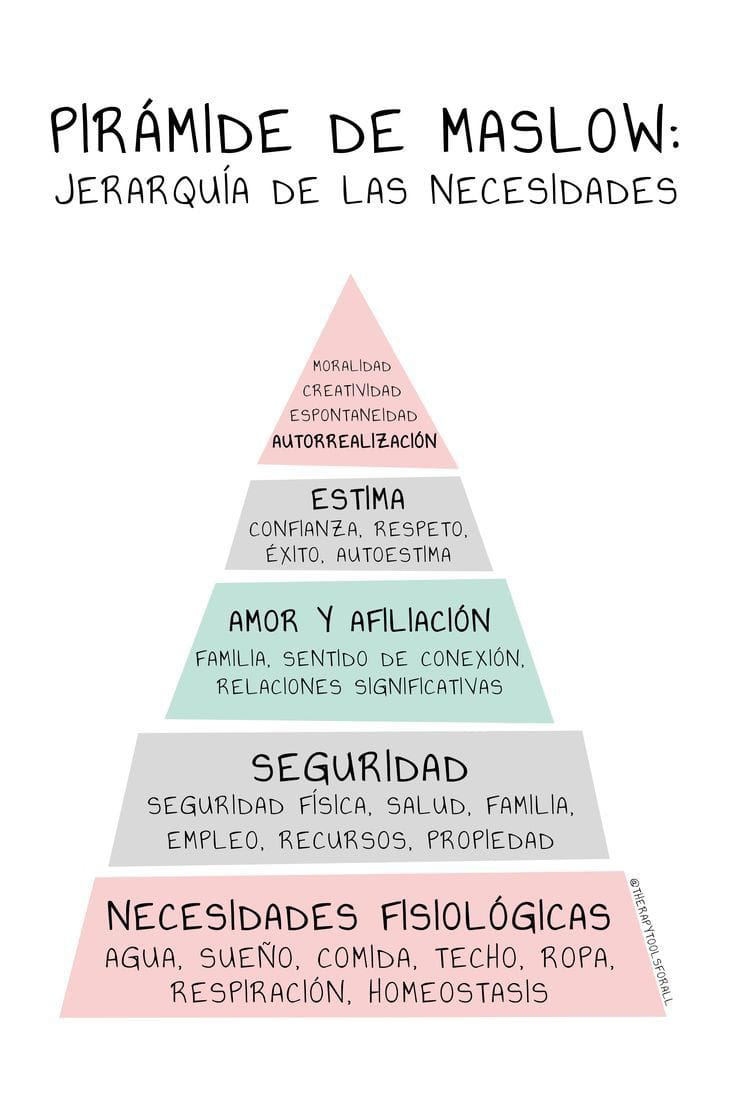 PIRÁMIDE DE MASLOW:
JERARQUÍA DE LAS NECESIDADES
MORALIDAD
CREATIVIDAD
ESPONTANEIDAD
AUTORREALIZACIÓN
ESTIMA
CONFIANZA, RESPETO,
ÉXITO, AUTOESTIMA
AMOR Y AFILIACIÓN
FAMILIA, SENTIDO DE CONEXIÓN,
RELACIONES SIGNIFICATIVAS
SEGURIDAD
SEGURIDAD FÍSICA, SALUD, FAMILIA,
EMPLEO, RECURSOS, PROPIEDAD
NECESIDADES FISIOLÓGICAS
AGUA, SUEÑO, COMIDA, TECHO, ROPA,
RESPIRACIÓN, HOMEOSTASIS
@THERAPYTOOLSFORALL